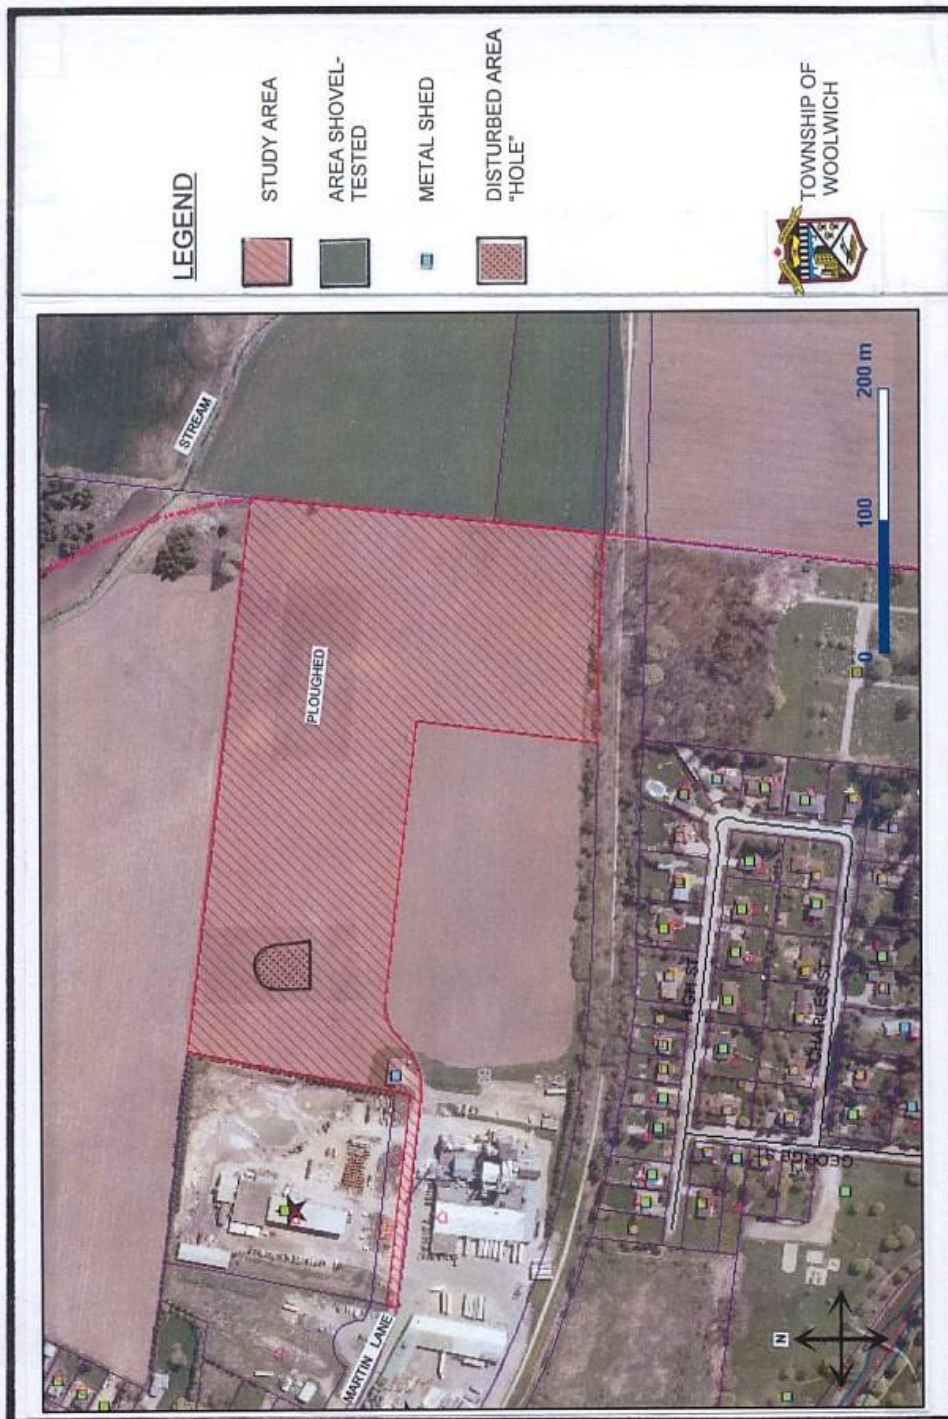 LEGEND
STUDY AREA
AREA SHOVEL-
TESTED
METAL SHED
DISTURBED AREA
"HOLE"
TOWNSHIP OF
WOOLWICH
STREAM
PLOUGHED
MARTIN LANE
GEORGE ST
CHARLES ST
N
0
100
200 m